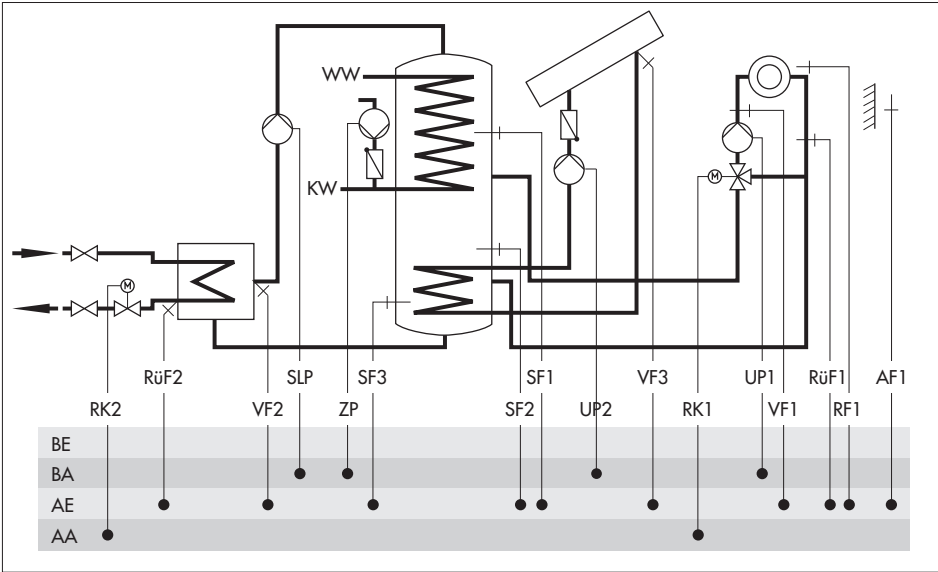 WW
KW
M
M
RüF2 SLP SF3 SF1 VF3 UP1 RüF1 AF1
RK2 VF2 ZP SF2 UP2 RK1 VF1 RF1
BE
BA
AE
AA